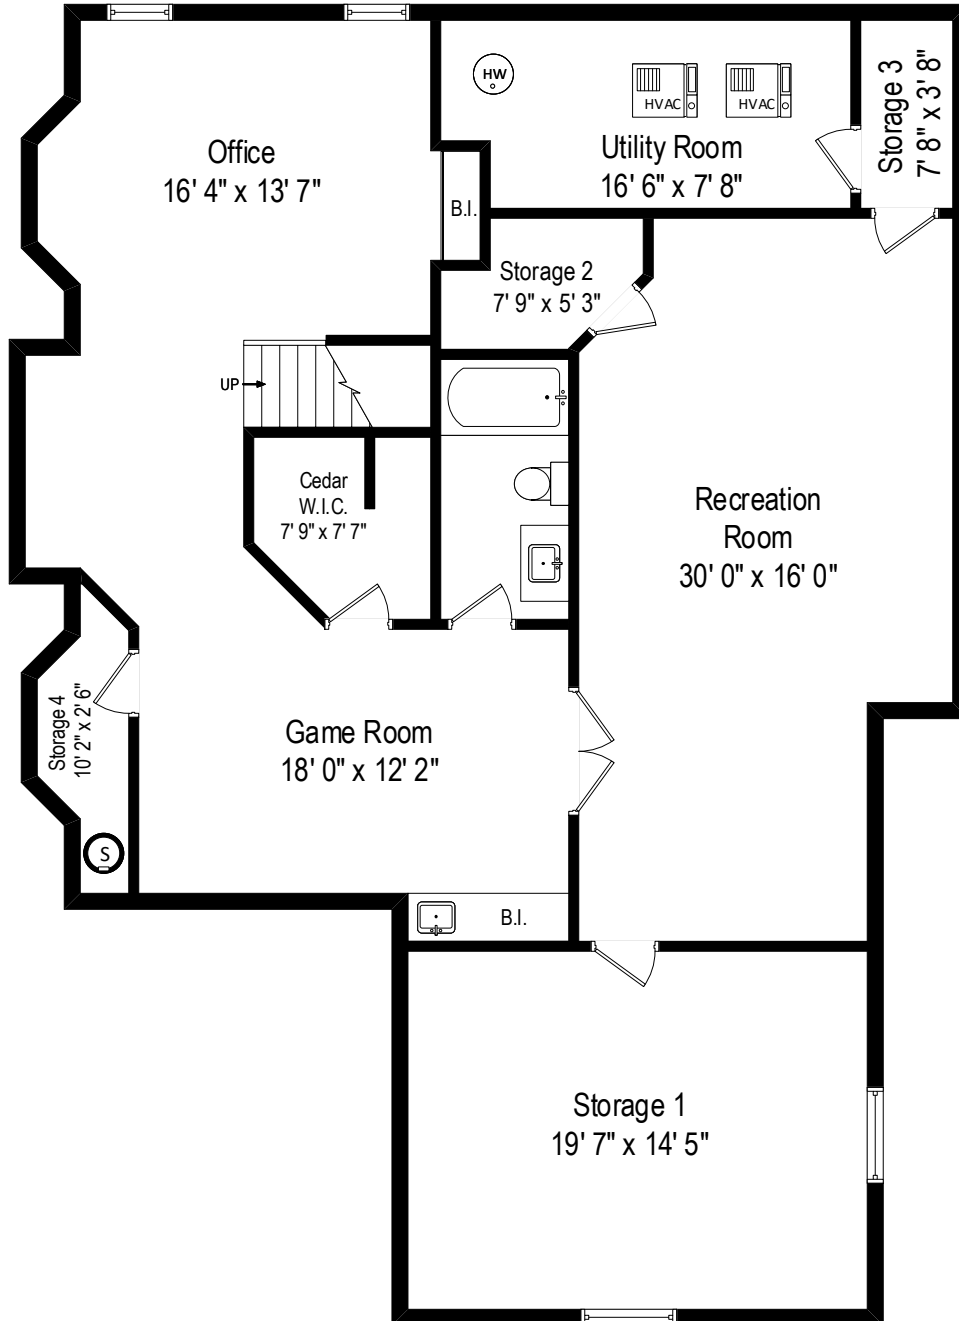 Office
16' 4" x 13' 7"
HW
HVAC
HVAC
Utility Room
16' 6" x 7' 8"
Storage 3
7' 8" x 3' 8"
B.I.
Storage 2
7' 9" x 5' 3"
UP
Cedar
W.I.C.
7' 9" x 7' 7"
Recreation
Room
30' 0" x 16' 0"
Storage 4
10' 2" x 2' 6"
Game Room
18' 0" x 12' 2"
S
B.I.
Storage 1
19' 7" x 14' 5"